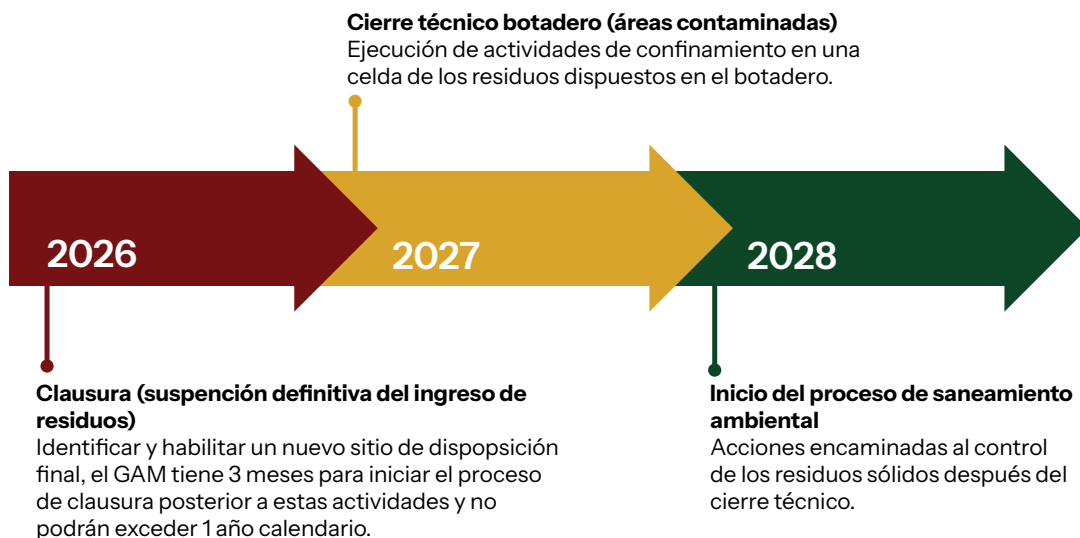 Cierre técnico botadero (áreas contaminadas)
Ejecución de actividades de confinamiento en una
celda de los residuos dispuestos en el botadero.
2026
2027
2028
Clausura (suspención definitiva del ingreso de
residuos)
Identificar y habilitar un nuevo sitio de dispopsición
final, el GAM tiene 3 meses para iniciar el proceso
de clausura posterior a estas actividades y no
podrán exceder 1 año calendario.
Inicio del proceso de saneamiento
ambiental
Acciones encaminadas al control
de los residuos sólidos después del
cierre técnico.